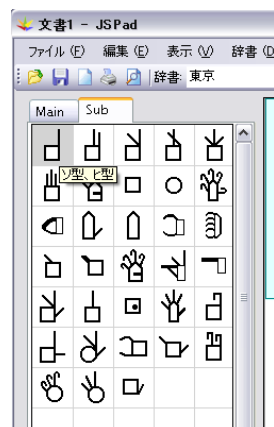 文書1 - JSPad
ファイル (F) 編集 (E) 表示 (V) 辞書 (D
辞書: 東京
Main Sub
ソ型、ヒ型